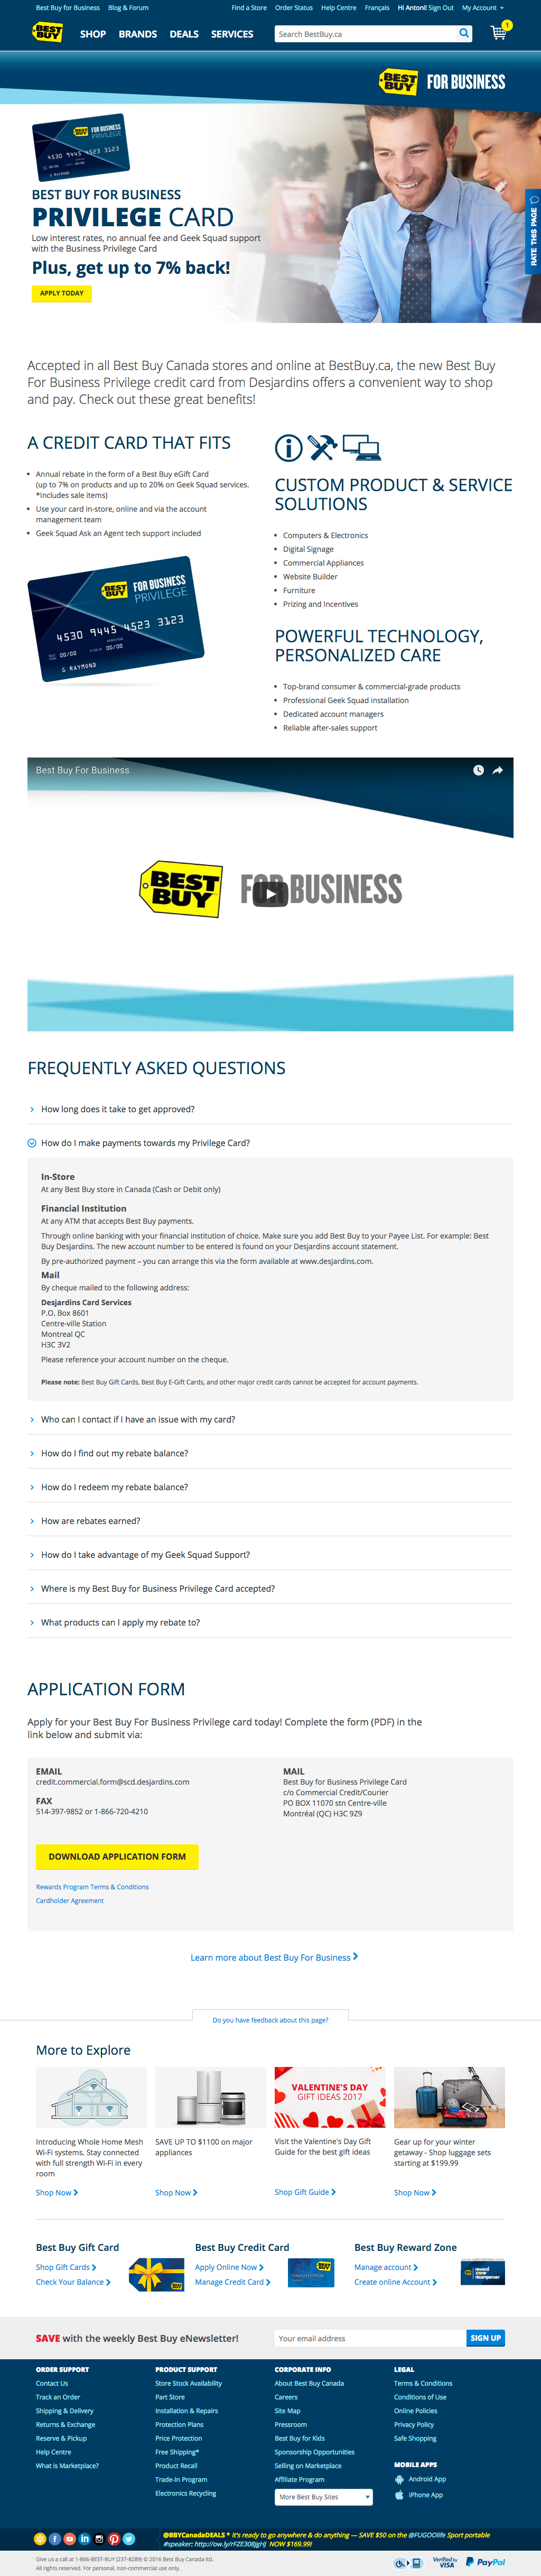 Best Buy for Business Blog & Forum Find a Store Order Status Help Centre Français Hi Antoni! Sign Out My Account
BEST BUY SHOP BRANDS DEALS SERVICES Search BestBuy.ca 1
BEST BUY FOR BUSINESS
RATE THIS PAGE
BEST BUY FOR BUSINESS PRIVILEGE
4530 9445 4523 3123
BEST BUY FOR BUSINESS
PRIVILEGE CARD
Low interest rates, no annual fee and Geek Squad support
with the Business Privilege Card
Plus, get up to 7% back!
APPLY TODAY
Accepted in all Best Buy Canada stores and online at BestBuy.ca, the new Best Buy
For Business Privilege credit card from Desjardins offers a convenient way to shop
and pay. Check out these great benefits!
A CREDIT CARD THAT FITS
Annual rebate in the form of a Best Buy eGift Card
(up to 7% on products and up to 20% on Geek Squad services.
*Includes sale items)
Use your card in-store, online and via the account
management team
Geek Squad Ask an Agent tech support included
BEST BUY FOR BUSINESS
PRIVILEGE
4530 9445 4523 3123
00/00 00/00
G RAYMOND
CUSTOM PRODUCT & SERVICE
SOLUTIONS
Computers & Electronics
Digital Signage
Commercial Appliances
Website Builder
Furniture
Prizing and Incentives
POWERFUL TECHNOLOGY,
PERSONALIZED CARE
Top-brand consumer & commercial-grade products
Professional Geek Squad installation
Dedicated account managers
Reliable after-sales support
Best Buy For Business
BEST BUY FOR BUSINESS
FREQUENTLY ASKED QUESTIONS
How long does it take to get approved?
How do I make payments towards my Privilege Card?
In-Store
At any Best Buy store in Canada (Cash or Debit only)
Financial Institution
At any ATM that accepts Best Buy payments.
Through online banking with your financial institution of choice. Make sure you add Best Buy to your Payee List. For example: Best
Buy Desjardins. The new account number to be entered is found on your Desjardins account statement.
By pre-authorized payment – you can arrange this via the form available at www.desjardins.com.
Mail
By cheque mailed to the following address:
Desjardins Card Services
P.O. Box 8601
Centre-ville Station
Montreal QC
H3C 3V2
Please reference your account number on the cheque.
Please note: Best Buy Gift Cards, Best Buy E-Gift Cards, and other major credit cards cannot be accepted for account payments.
Who can I contact if I have an issue with my card?
How do I find out my rebate balance?
How do I redeem my rebate balance?
How are rebates earned?
How do I take advantage of my Geek Squad Support?
Where is my Best Buy for Business Privilege Card accepted?
What products can I apply my rebate to?
APPLICATION FORM
Apply for your Best Buy For Business Privilege card today! Complete the form (PDF) in the
link below and submit via:
EMAIL
credit.commercial.form@scd.desjardins.com
FAX
514-397-9852 or 1-866-720-4210
MAIL
Best Buy for Business Privilege Card
c/o Commercial Credit/Courier
PO BOX 11070 stn Centre-ville
Montréal (QC) H3C 9Z9
DOWNLOAD APPLICATION FORM
Rewards Program Terms & Conditions
Cardholder Agreement
Learn more about Best Buy For Business
Do you have feedback about this page?
More to Explore
VALENTINE'S DAY
GIFT IDEAS 2017
Introducing Whole Home Mesh
Wi-Fi systems. Stay connected
with full strength Wi-Fi in every
room
Shop Now
SAVE UP TO $1100 on major
appliances
Shop Now
Visit the Valentine's Day Gift
Guide for the best gift ideas
Shop Gift Guide
Gear up for your winter
getaway - Shop luggage sets
starting at $199.99
Shop Now
Best Buy Gift Card
Shop Gift Cards
Check Your Balance
Best Buy Credit Card
Apply Online Now
Manage Credit Card
Best Buy Reward Zone
Manage account
Create online Account
SAVE with the weekly Best Buy eNewsletter! Your email address SIGN UP
ORDER SUPPORT
Contact Us
Track an Order
Shipping & Delivery
Returns & Exchange
Reserve & Pickup
Help Centre
What is Marketplace?
PRODUCT SUPPORT
Store Stock Availability
Part Store
Installation & Repairs
Protection Plans
Price Protection
Free Shipping*
Product Recall
Trade-In Program
Electronics Recycling
CORPORATE INFO
About Best Buy Canada
Careers
Site Map
Pressroom
Best Buy for Kids
Sponsorship Opportunities
Selling on Marketplace
Affiliate Program
More Best Buy Sites
LEGAL
Terms & Conditions
Conditions of Use
Online Policies
Privacy Policy
Safe Shopping
MOBILE APPS
Android App
iPhone App
@BBYCanadaDEALS * It's ready to go anywhere & do anything — SAVE $50 on the @FUGOOlife Sport portable
#speaker: http://ow.ly/rFZE30lJgHJ NOW $169.99!
Give us a call at 1-866-BEST-BUY (237-8289) © 2016 Best Buy Canada ltd.
All rights reserved. For personal, non-commercial use only.
Verified by VISA PayPal